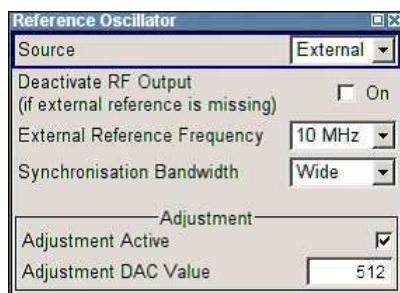 Reference Oscillator
Source External
Deactivate RF Output
(if external reference is missing) On
External Reference Frequency 10 MHz
Synchronisation Bandwidth Wide
Adjustment
Adjustment Active
Adjustment DAC Value 512